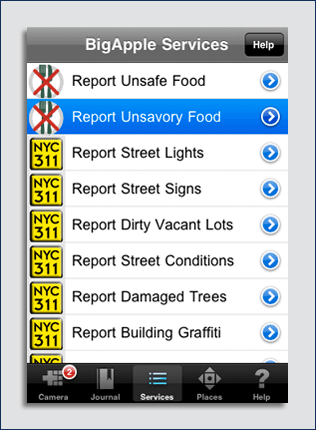 BigApple Services
Help
Report Unsafe Food
Report Unsavory Food
NYC
311
Report Street Lights
NYC
311
Report Street Signs
NYC
311
Report Dirty Vacant Lots
NYC
311
Report Street Conditions
NYC
311
Report Damaged Trees
NYC
311
Report Building Graffiti
NYC
2
Camera
Journal
Services
Places
?
Help